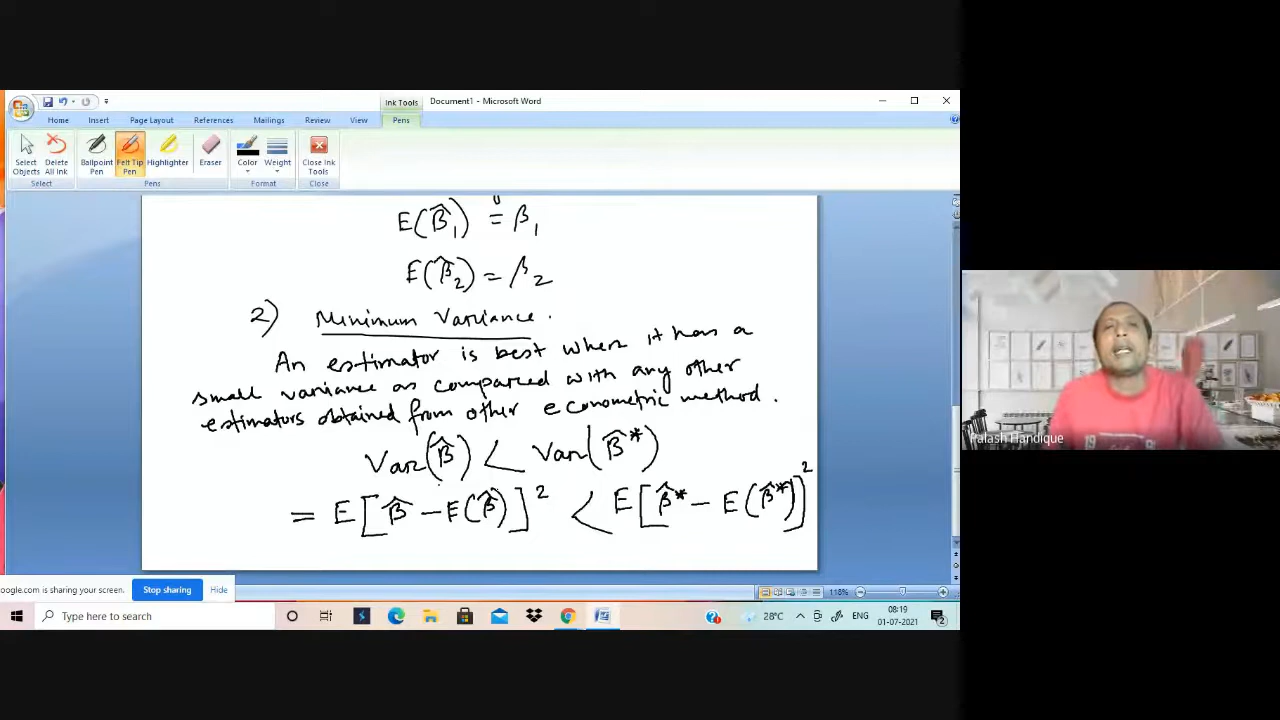 Ink Tools
Document1 - Microsoft Word
Home Insert Page Layout References Mailings Review View Pens
Select Objects
Delete All Ink
Ballpoint Pen
Felt Tip Pen
Highlighter
Eraser
Color
Weight
Close Ink Tools
Select Pens Format Close
E(β̂₁) = β₁
E(β̂₂) = β₂
2) Minimum Variance.
An estimator is best when it has a
small variance as compared with any other
estimators obtained from other econometric method.
Var(β̂) < Var(β̂*)
= E[β̂ - E(β̂)]² < E[β̂* - E(β̂*)]²
Palash Handique
google.com is sharing your screen. Stop sharing Hide
118%
Type here to search
28°C ENG 08:19
01-07-2021
2